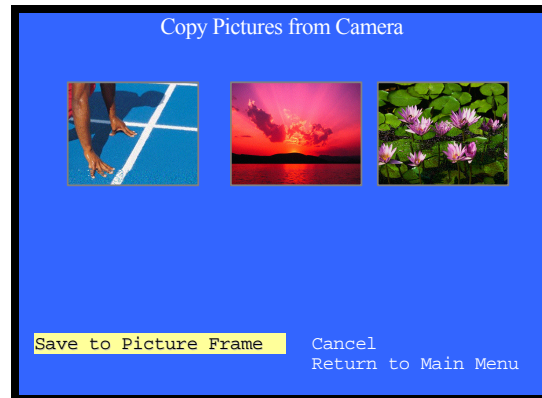 Copy Pictures from Camera
Save to Picture Frame
Cancel
Return to Main Menu